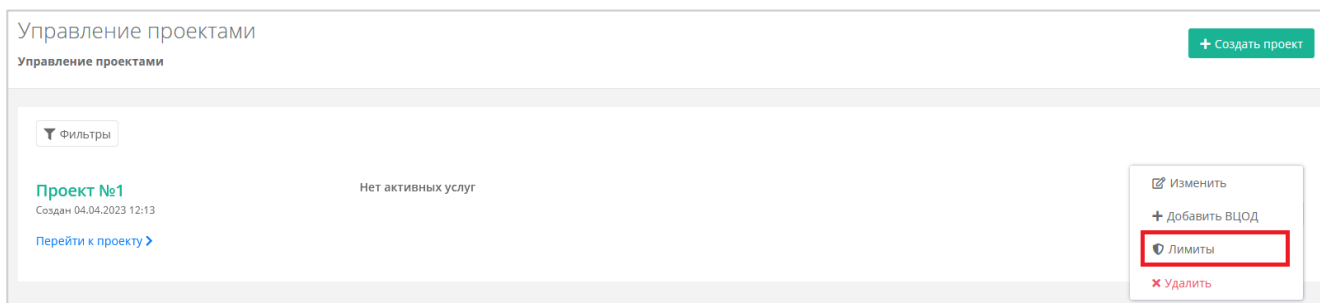 Управление проектами
Создать проект
Управление проектами
Фильтры
Проект №1
Нет активных услуг
Создан 04.04.2023 12:13
Перейти к проекту
Изменить
Добавить ВЦОД
Лимиты
Удалить